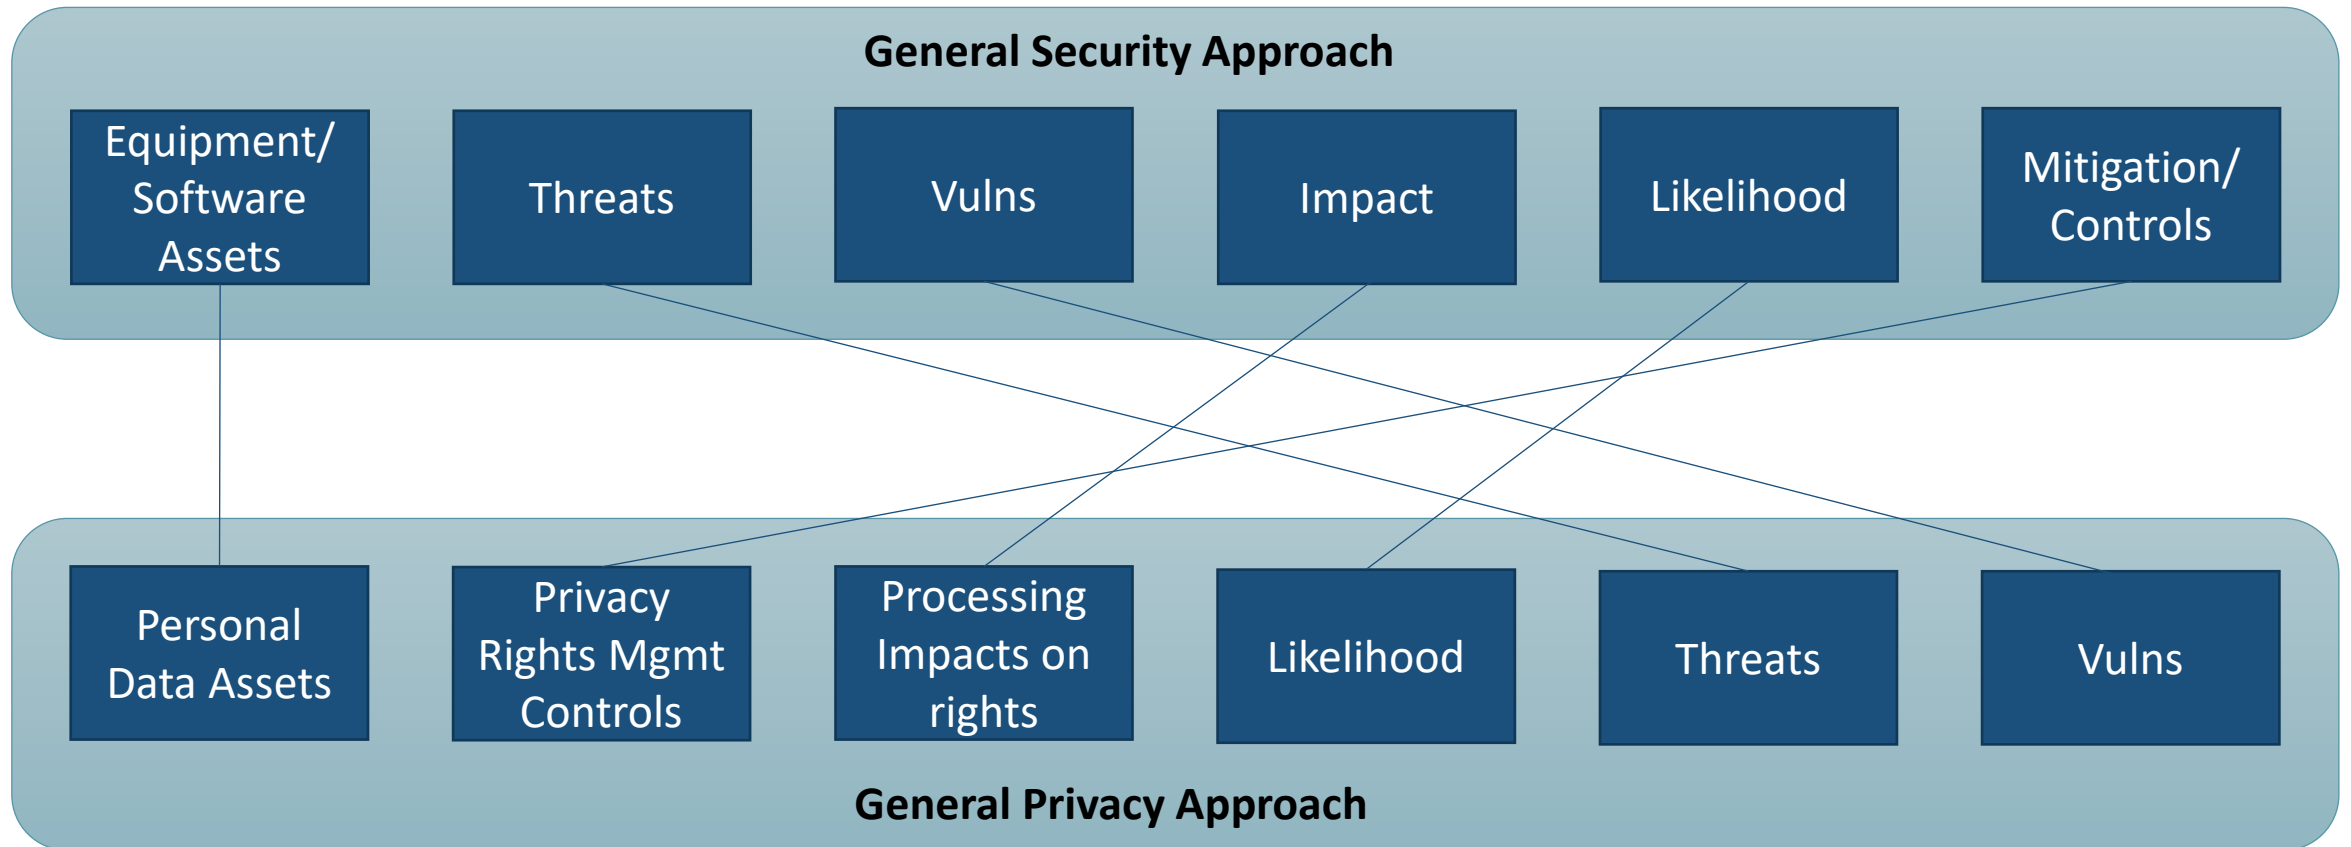 General Security Approach
Equipment/
Software
Assets
Threats
Vulns
Impact
Likelihood
Mitigation/
Controls
Personal
Data Assets
Privacy
Rights Mgmt
Controls
Processing
Impacts on
rights
Likelihood
Threats
Vulns
General Privacy Approach